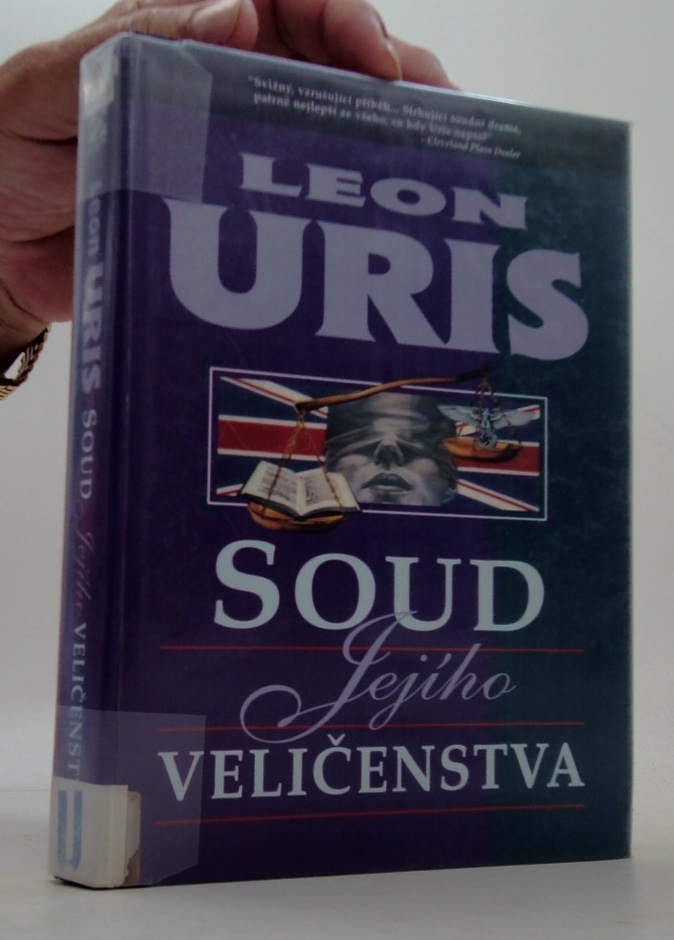 "Svižný, vzrušující příběh... Strhující soudní drama,
patrně nejlepší ze všeho, co kdy Uris napsal"
- Cleveland Plain Dealer
LEON
URIS
SOUD
Jejího
VELIČENSTVA
Leon URIS SOUD Jejího VELIČENST
U